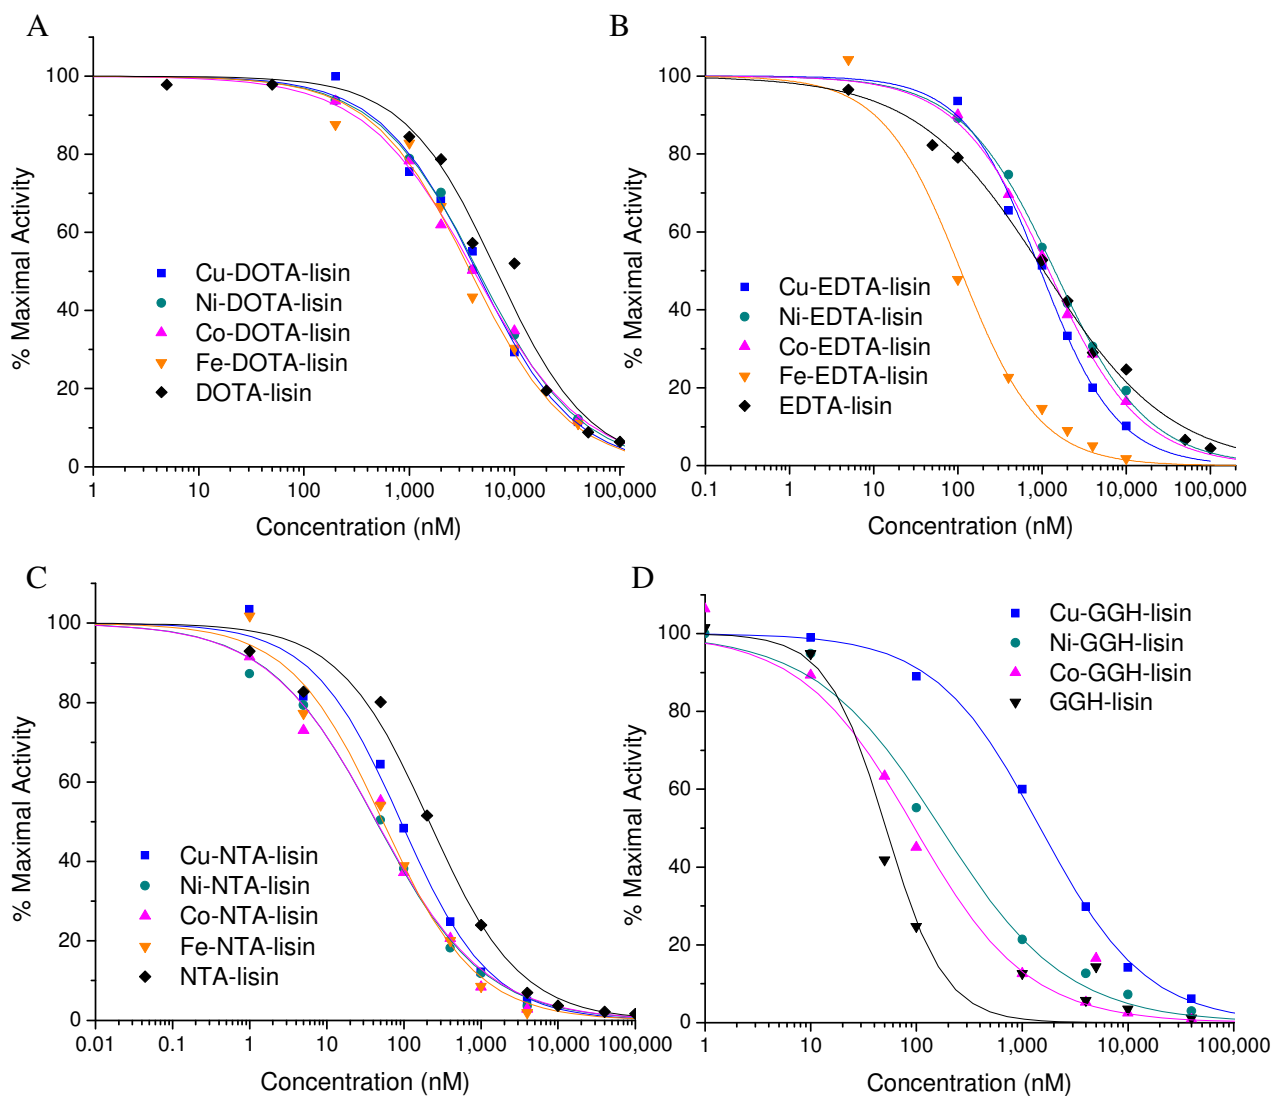 A
% Maximal Activity
100
80
60
40
20
0
Cu-DOTA-lisin
Ni-DOTA-lisin
Co-DOTA-lisin
Fe-DOTA-lisin
DOTA-lisin
1 10 100 1,000 10,000 100,000
Concentration (nM)
B
% Maximal Activity
100
80
60
40
20
0
Cu-EDTA-lisin
Ni-EDTA-lisin
Co-EDTA-lisin
Fe-EDTA-lisin
EDTA-lisin
0.1 1 10 100 1,000 10,000 100,000
Concentration (nM)
C
% Maximal Activity
100
80
60
40
20
0
Cu-NTA-lisin
Ni-NTA-lisin
Co-NTA-lisin
Fe-NTA-lisin
NTA-lisin
0.01 0.1 1 10 100 1,000 10,000 100,000
Concentration (nM)
D
% Maximal Activity
100
80
60
40
20
0
Cu-GGH-lisin
Ni-GGH-lisin
Co-GGH-lisin
GGH-lisin
1 10 100 1,000 10,000 100,000
Concentration (nM)